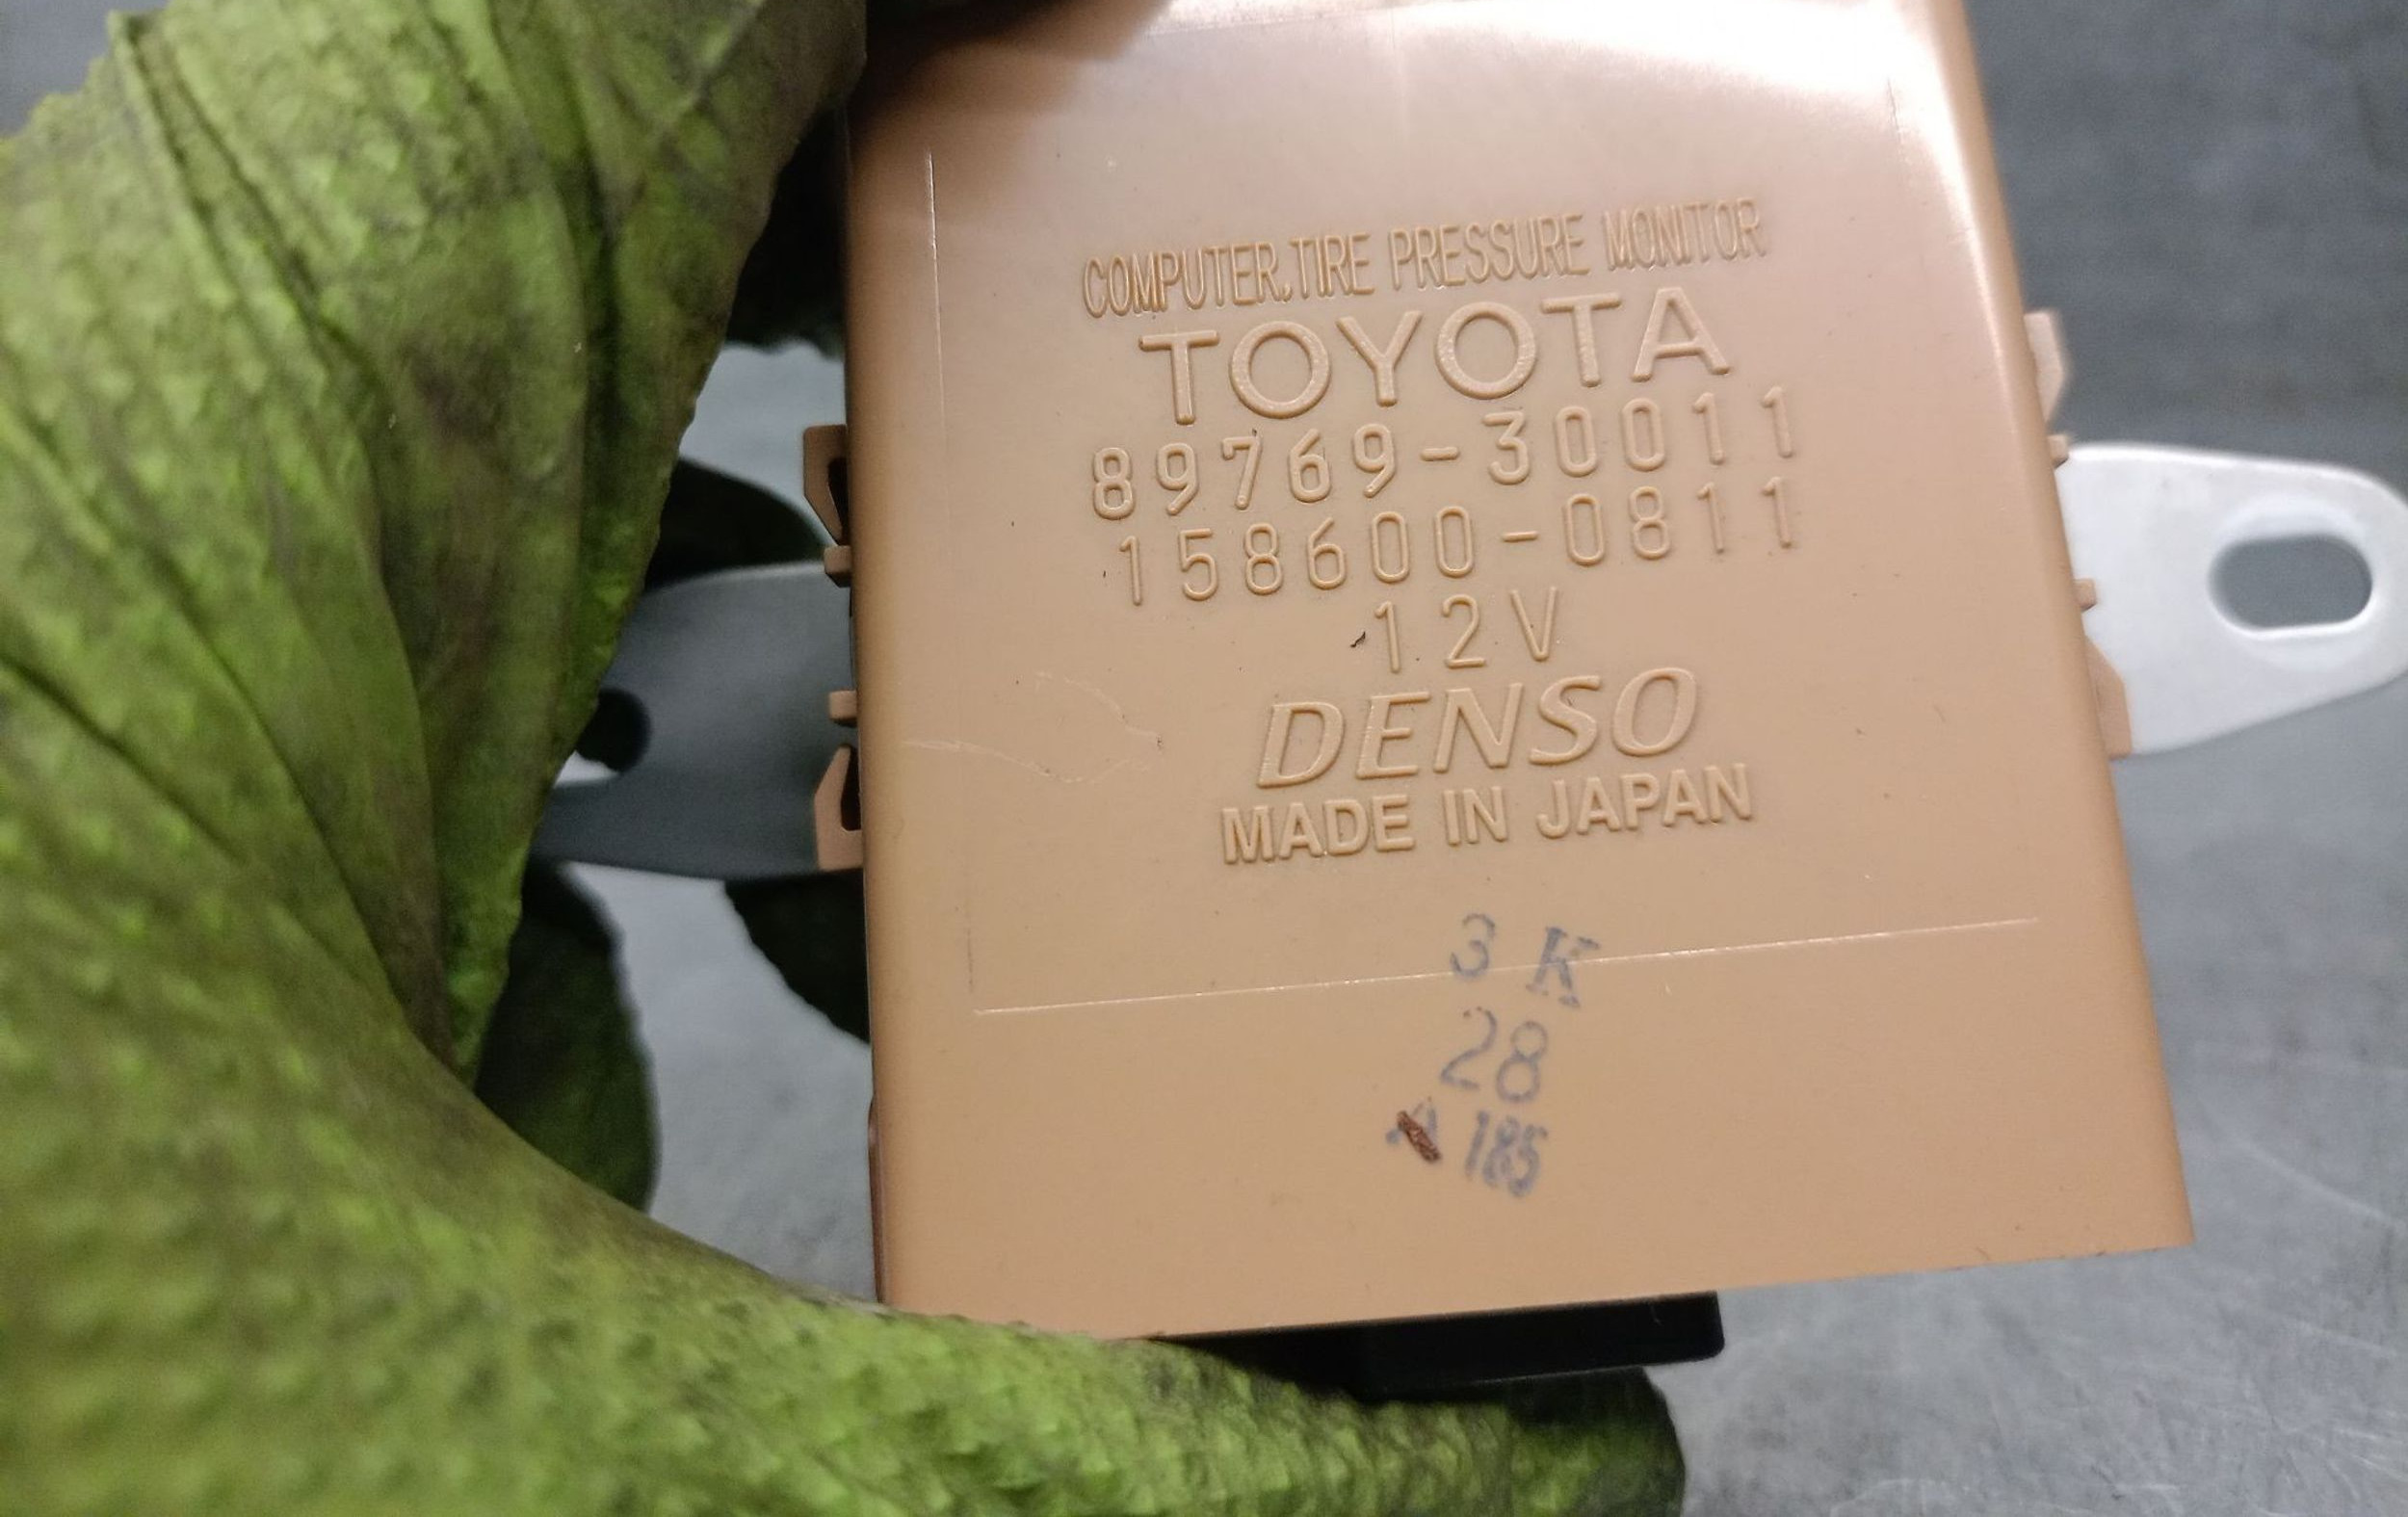 COMPUTER,TIRE PRESSURE MONITOR
TOYOTA
89769-30011
158600-0811
12V
DENSO
MADE IN JAPAN
3 K
28
A 185